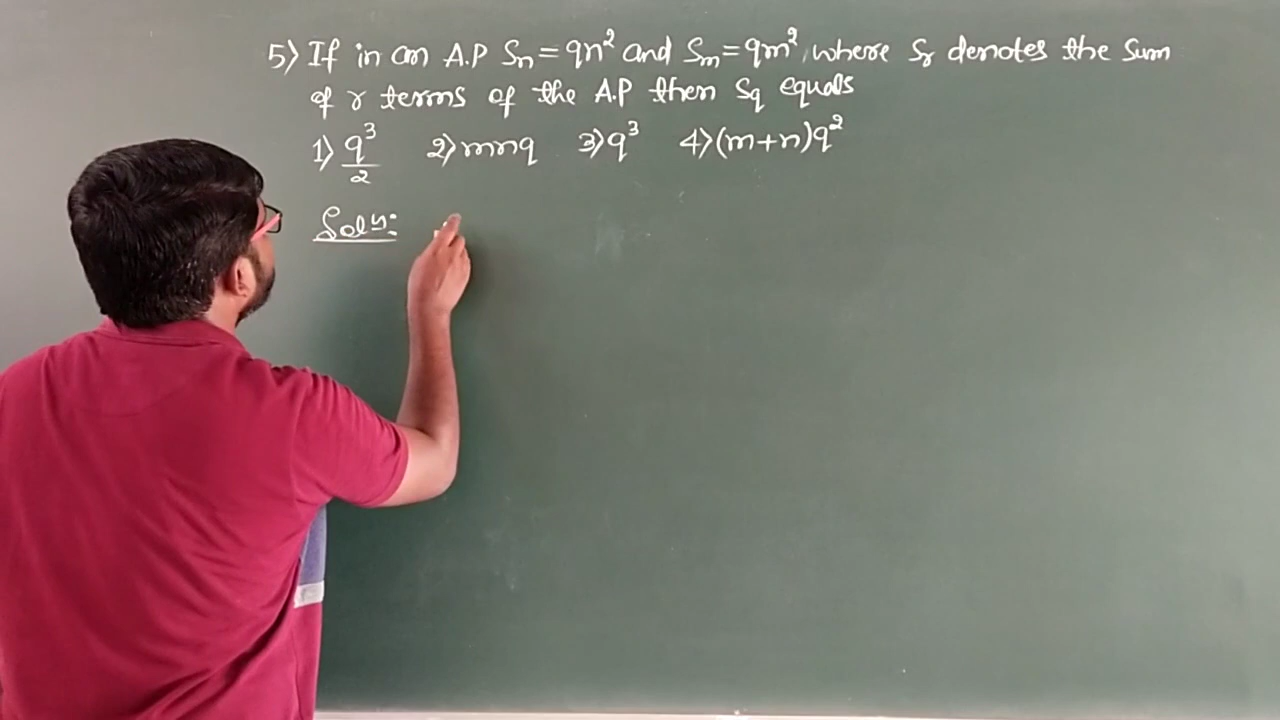 5) If in an A.P Sn = qn² and Sm = qm², where Sr denotes the sum
of r terms of the A.P then Sq equals
1) q³/2 2) mnq 3) q³ 4) (m+n)q²
Soln: